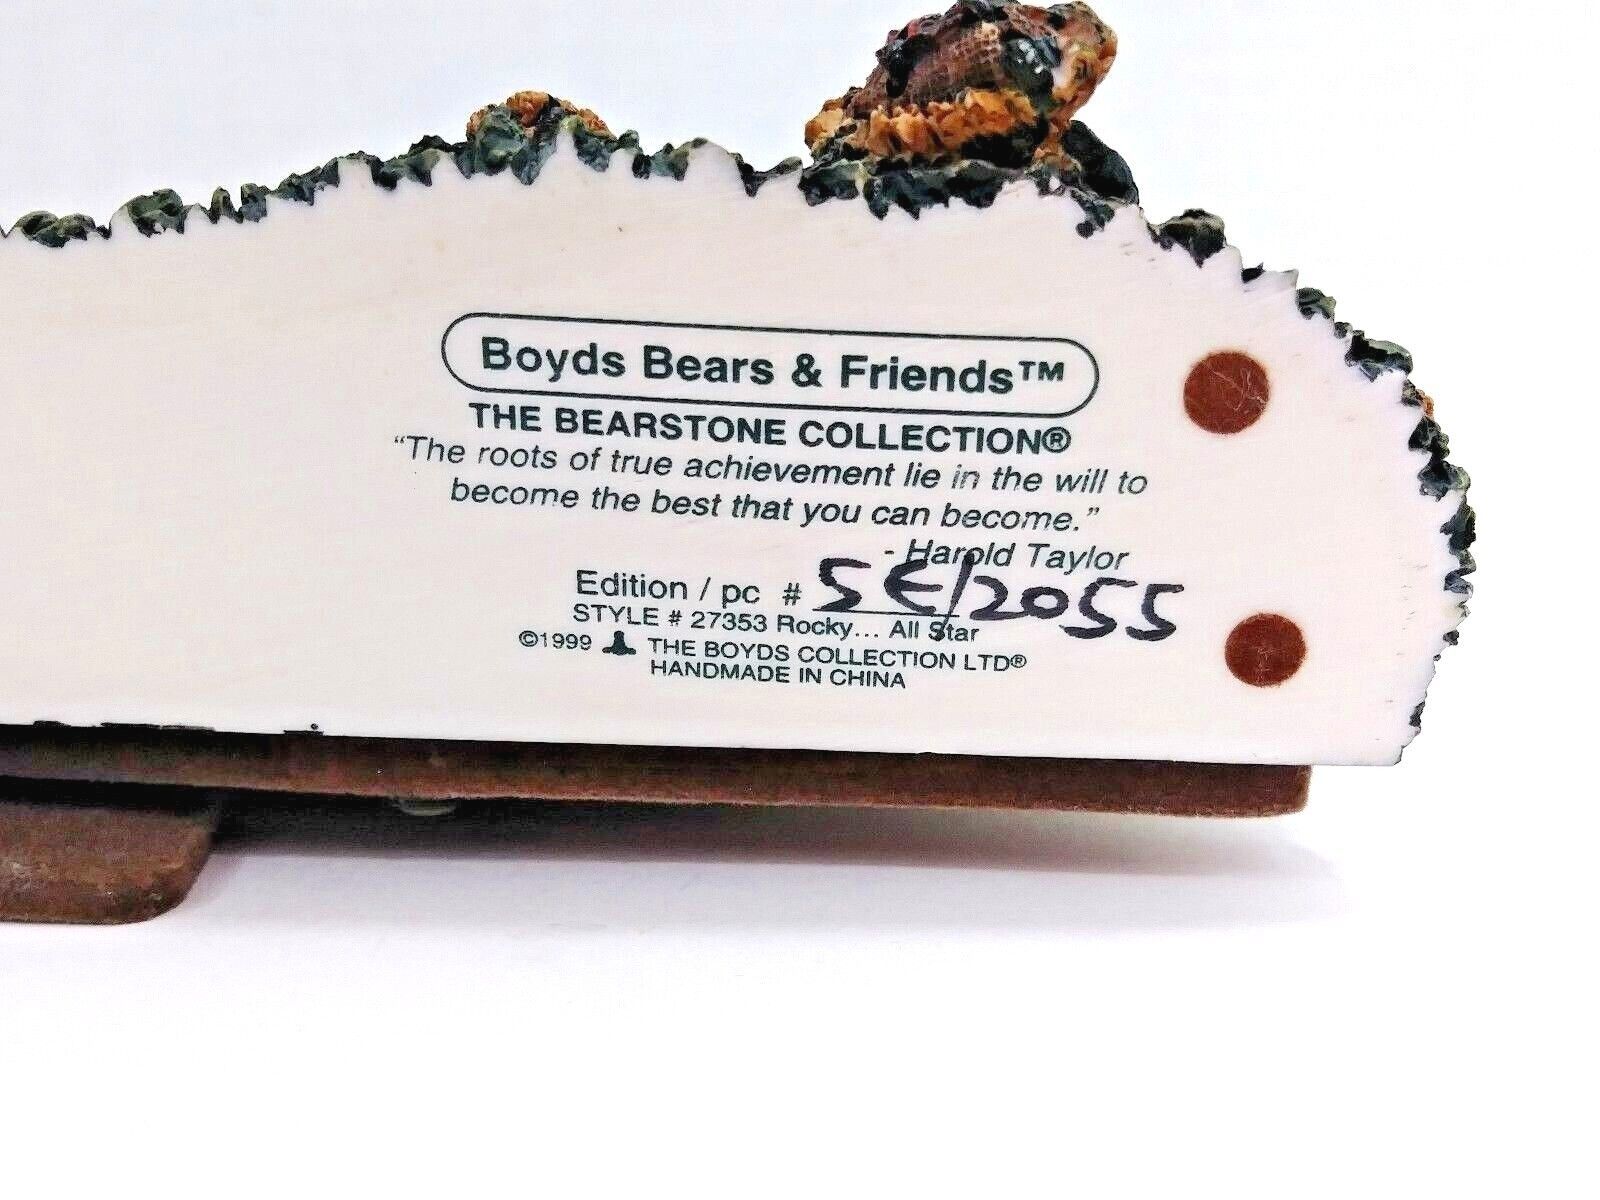 Boyds Bears & Friends™
THE BEARSTONE COLLECTION®
“The roots of true achievement lie in the will to
become the best that you can become.”
- Harold Taylor
Edition / pc # 5E/2055
STYLE # 27353 Rocky... All Star
©1999 THE BOYDS COLLECTION LTD®
HANDMADE IN CHINA